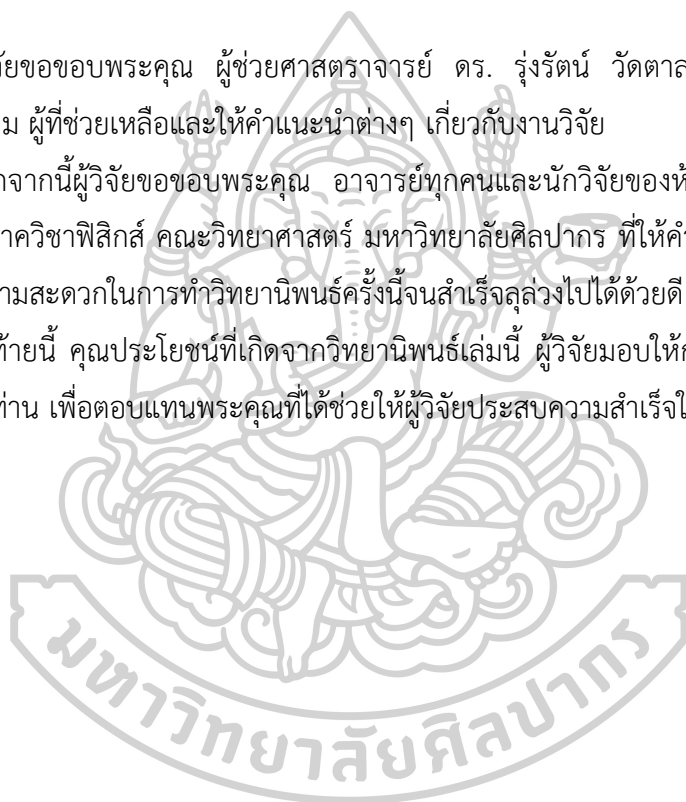 ัยขอขอบพระคุณ ผู้ช่วยศาสตราจารย์ ดร. รุ่งรัตน์ วัดตาล
ม ผู้ที่ช่วยเหลือและให้คำแนะนำต่างๆ เกี่ยวกับงานวิจัย
จากนี้ผู้วิจัยขอขอบพระคุณ อาจารย์ทุกคนและนักวิจัยของห้
าควิชาฟิสิกส์ คณะวิทยาศาสตร์ มหาวิทยาลัยศิลปากร ที่ให้คำ
ามสะดวกในการทำวิทยานิพนธ์ครั้งนี้จนสำเร็จลุล่วงไปได้ด้วยดี
ท้ายนี้ คุณประโยชน์ที่เกิดจากวิทยานิพนธ์เล่มนี้ ผู้วิจัยมอบให้ก
ท่าน เพื่อตอบแทนพระคุณที่ได้ช่วยให้ผู้วิจัยประสบความสำเร็จใ
มหาวิทยาลัยศิลปากร